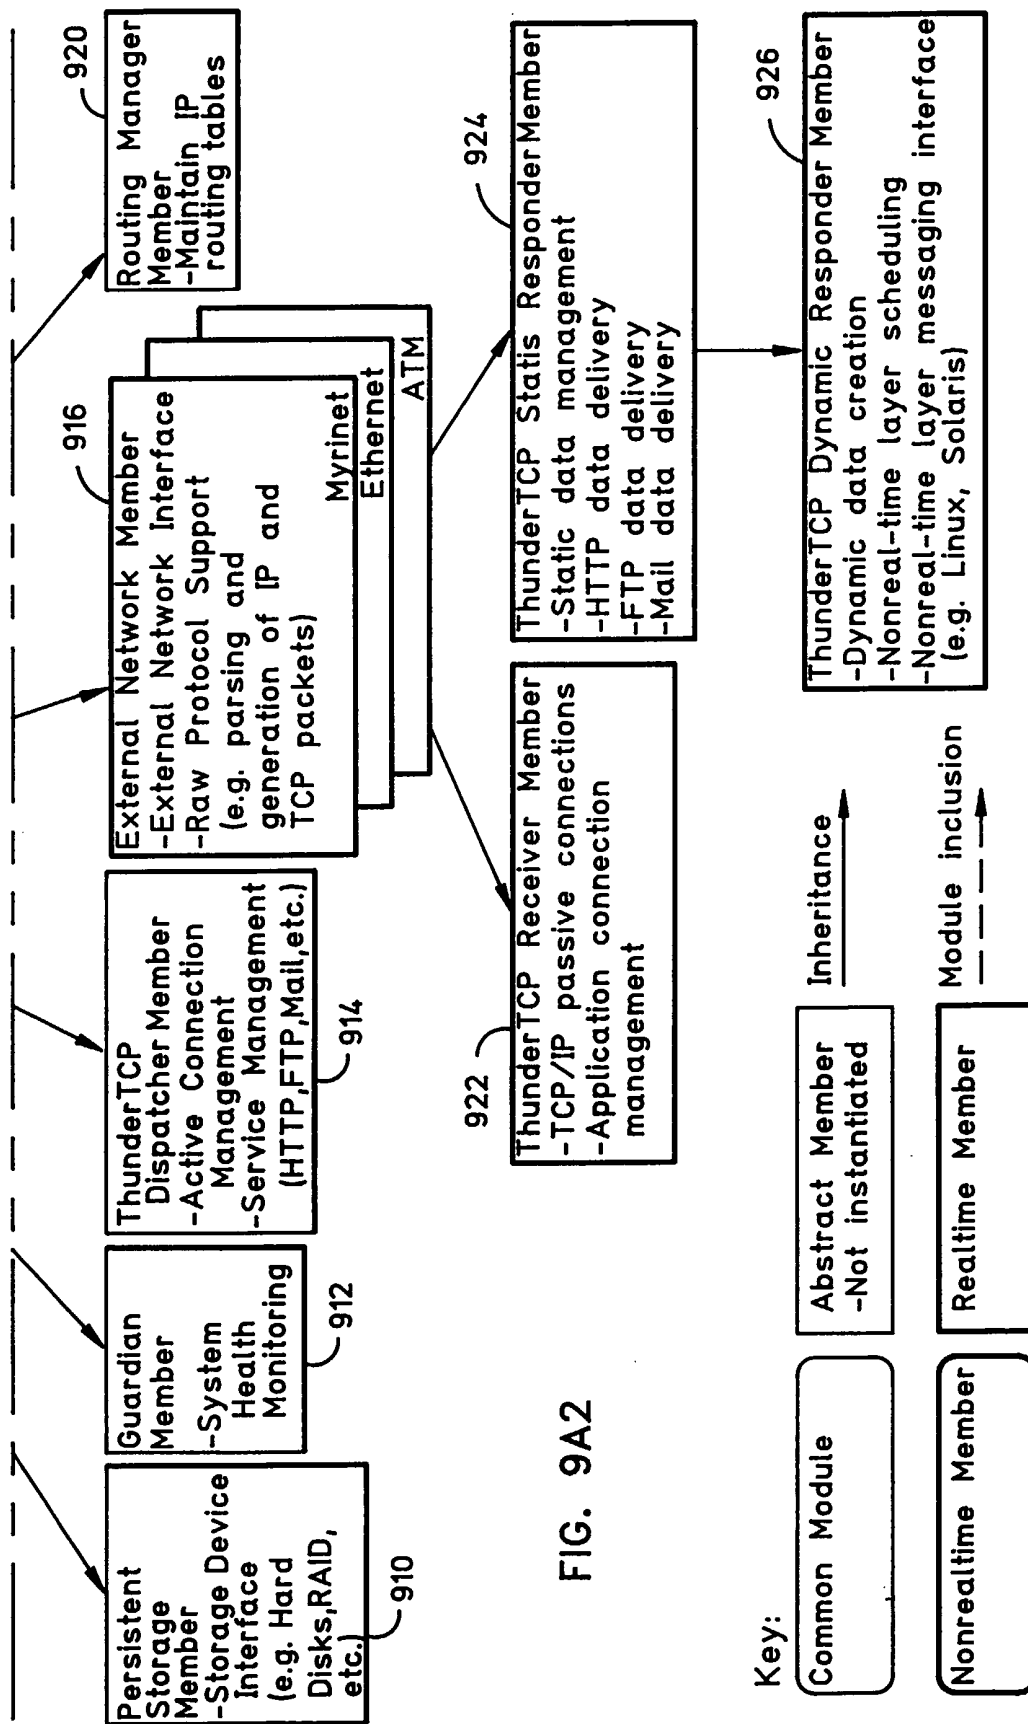 Persistent
Storage
Member
-Storage Device
Interface
(e.g. Hard
Disks,RAID,
etc.
910
Guardian
Member
-System
Health
Monitoring
912
ThunderTCP
Dispatcher Member
-Active Connection
Management
-Service Management
(HTTP,FTP,Mail,etc.)
914
External Network Member
-External Network Interface
-Raw Protocol Support
(e.g. parsing and
generation of IP and
TCP packets)
Myrinet
Ethernet
ATM
916
Routing Manager
Member
-Maintain IP
routing tables
920
922
ThunderTCP Receiver Member
-TCP/IP passive connections
-Application connection
management
ThunderTCP Statis Responder Member
-Static data management
-HTTP data delivery
-FTP data delivery
-Mail data delivery
924
ThunderTCP Dynamic Responder Member
-Dynamic data creation
-Nonreal-time layer scheduling
-Nonreal-time layer messaging interface
(e.g. Linux, Solaris)
926
FIG. 9A2
Key:
Common Module
Abstract Member
-Not instantiated
Inheritance
Nonrealtime Member
Realtime Member
Module inclusion